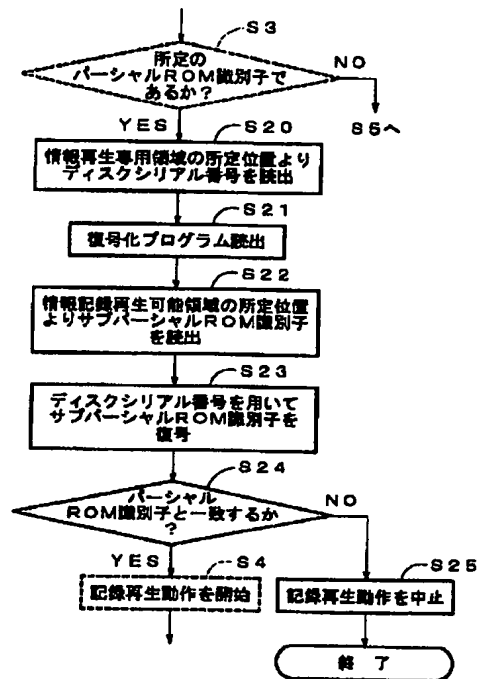 S3
所定の
パーシャルROM識別子で
あるか?
NO
S5へ
YES
S20
情報再生専用領域の所定位置より
ディスクシリアル番号を読出
S21
復号化プログラム読出
S22
情報記録再生可能領域の所定位置
よりサブパーシャルROM識別子
を読出
S23
ディスクシリアル番号を用いて
サブパーシャルROM識別子を
復号
S24
パーシャル
ROM識別子と一致するか
?
NO
YES
S4
記録再生動作を開始
S25
記録再生動作を中止
終了